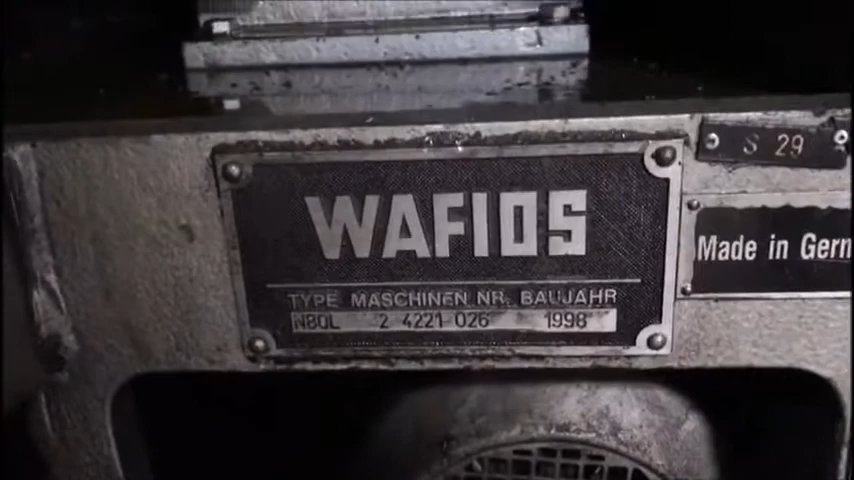 WAFIOS
TYPE MASCHINEN NR. BAUJAHR
N80L 2 4221-026 1998
S 29
Made in Germ